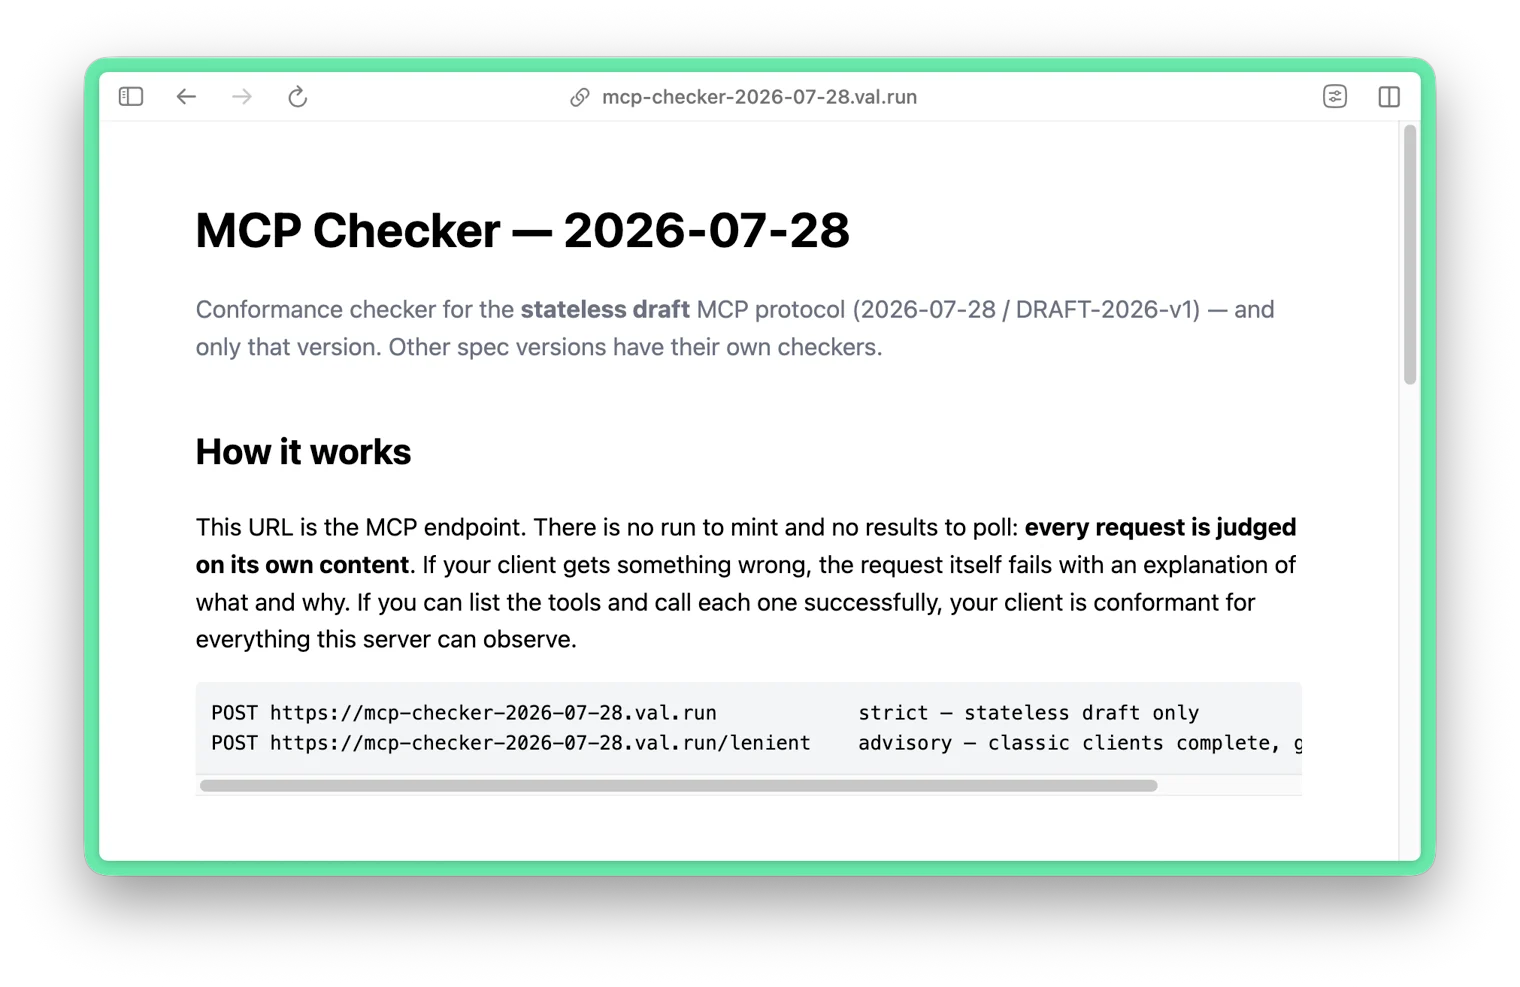 mcp-checker-2026-07-28.val.run
MCP Checker — 2026-07-28
Conformance checker for the stateless draft MCP protocol (2026-07-28 / DRAFT-2026-v1) — and
only that version. Other spec versions have their own checkers.
How it works
This URL is the MCP endpoint. There is no run to mint and no results to poll: every request is judged
on its own content. If your client gets something wrong, the request itself fails with an explanation of
what and why. If you can list the tools and call each one successfully, your client is conformant for
everything this server can observe.
POST https://mcp-checker-2026-07-28.val.run strict — stateless draft only
POST https://mcp-checker-2026-07-28.val.run/lenient advisory — classic clients complete,